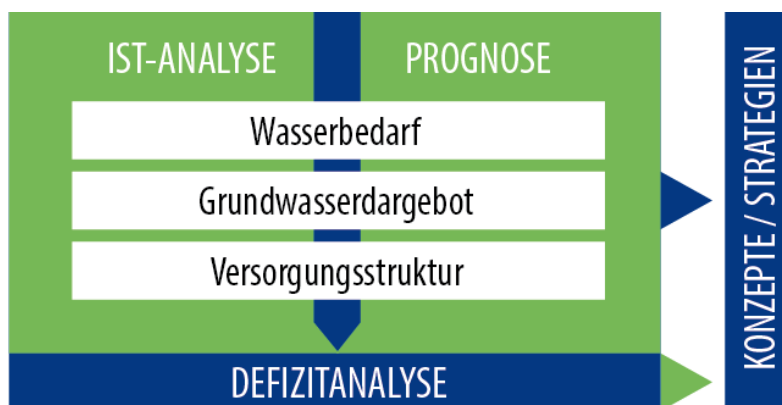 IST-ANALYSE
PROGNOSE
Wasserbedarf
Grundwasserdargebot
Versorgungsstruktur
DEFIZITANALYSE
KONZEPTE / STRATEGIEN